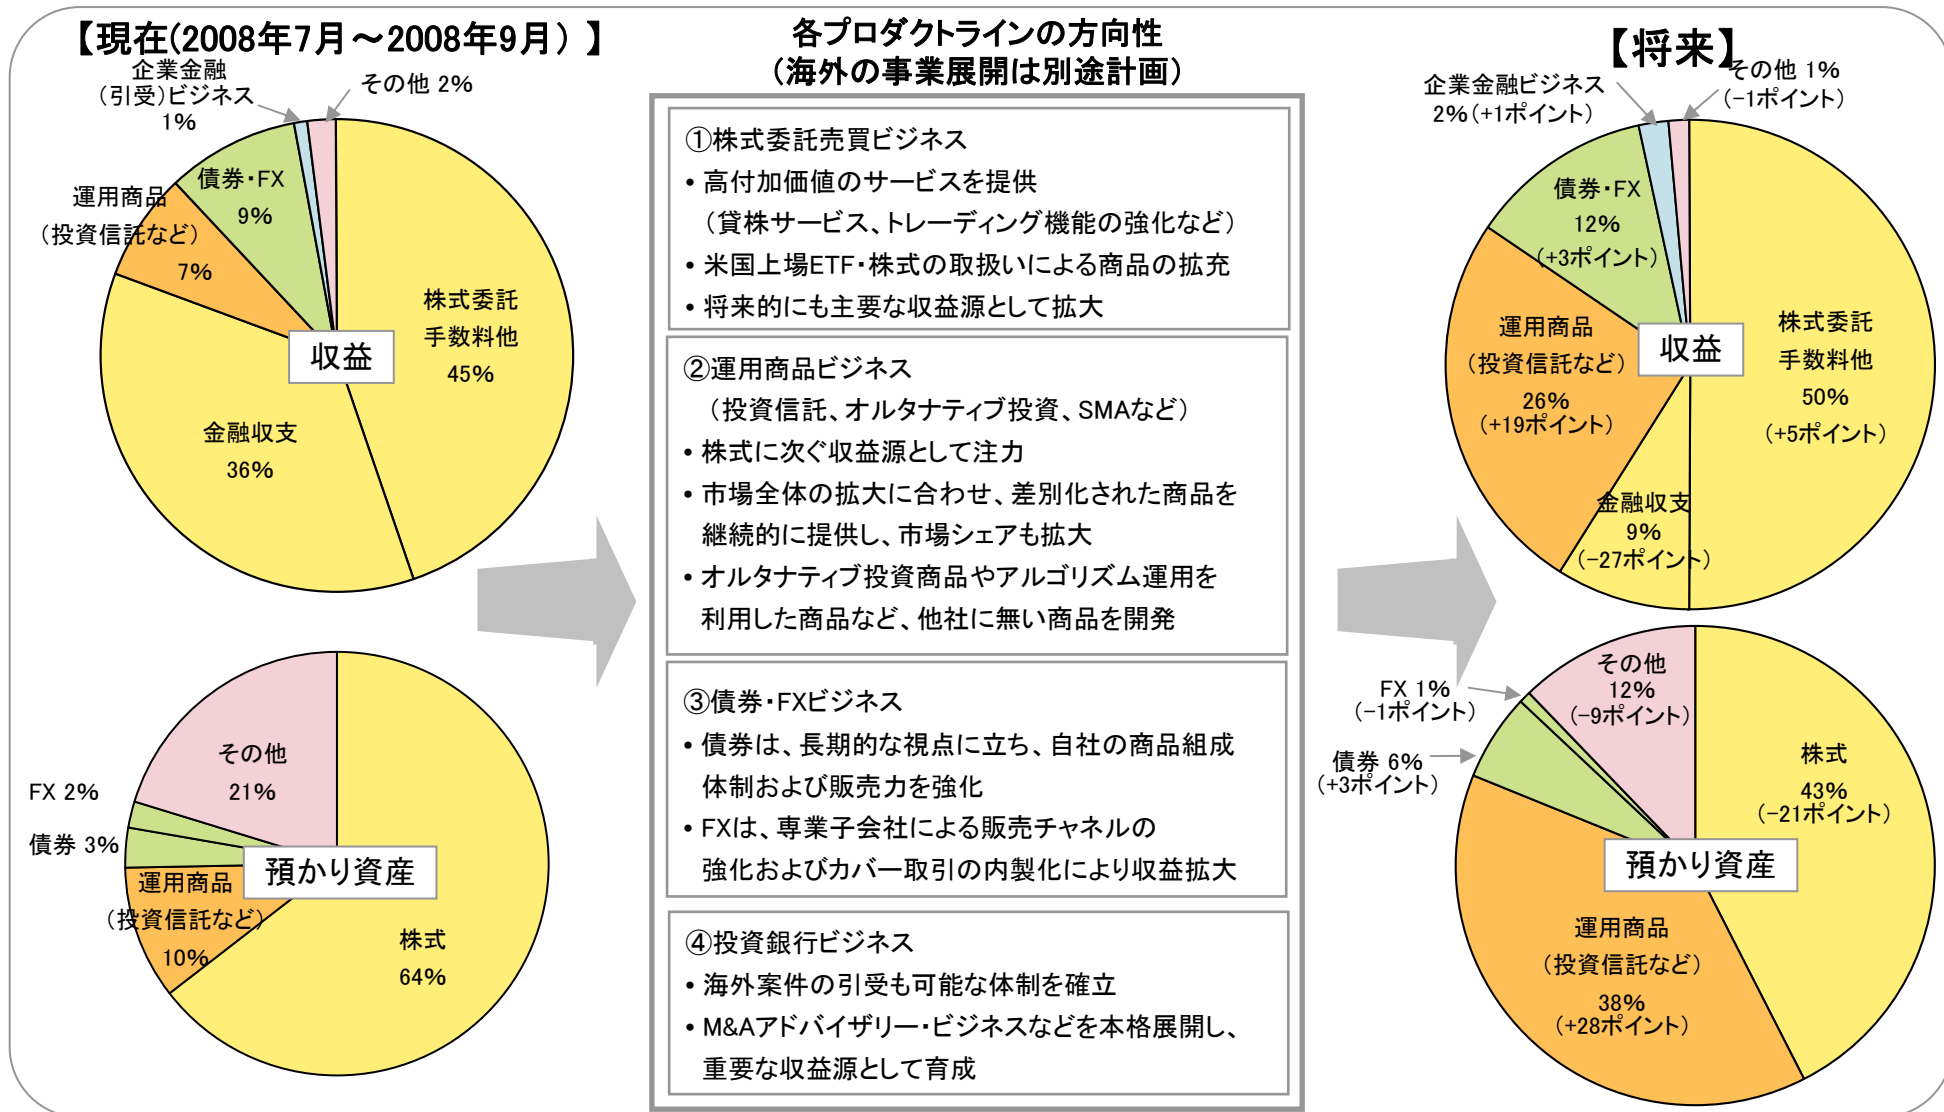 【現在(2008年7月～2008年9月)】
企業金融
(引受)ビジネス
1%
その他 2%
債券・FX
9%
運用商品
(投資信託など)
7%
株式委託
手数料他
45%
収益
金融収支
36%
その他
21%
FX 2%
債券 3%
預かり資産
運用商品
(投資信託など)
10%
株式
64%
各プロダクトラインの方向性
(海外の事業展開は別途計画)
①株式委託売買ビジネス
• 高付加価値のサービスを提供
(貸株サービス、トレーディング機能の強化など)
• 米国上場ETF・株式の取扱いによる商品の拡充
• 将来的にも主要な収益源として拡大
②運用商品ビジネス
(投資信託、オルタナティブ投資、SMAなど)
• 株式に次ぐ収益源として注力
• 市場全体の拡大に合わせ、差別化された商品を
継続的に提供し、市場シェアも拡大
• オルタナティブ投資商品やアルゴリズム運用を
利用した商品など、他社に無い商品を開発
③債券・FXビジネス
• 債券は、長期的な視点に立ち、自社の商品組成
体制および販売力を強化
• FXは、専業子会社による販売チャネルの
強化およびカバー取引の内製化により収益拡大
④投資銀行ビジネス
• 海外案件の引受も可能な体制を確立
• M&Aアドバイザリー・ビジネスなどを本格展開し、
重要な収益源として育成
【将来】
その他 1%
(-1ポイント)
企業金融ビジネス
2%(+1ポイント)
債券・FX
12%
(+3ポイント)
運用商品
(投資信託など)
26%
(+19ポイント)
収益
株式委託
手数料他
50%
(+5ポイント)
金融収支
9%
(-27ポイント)
その他
12%
(-9ポイント)
FX 1%
(-1ポイント)
債券 6%
(+3ポイント)
株式
43%
(-21ポイント)
預かり資産
運用商品
(投資信託など)
38%
(+28ポイント)